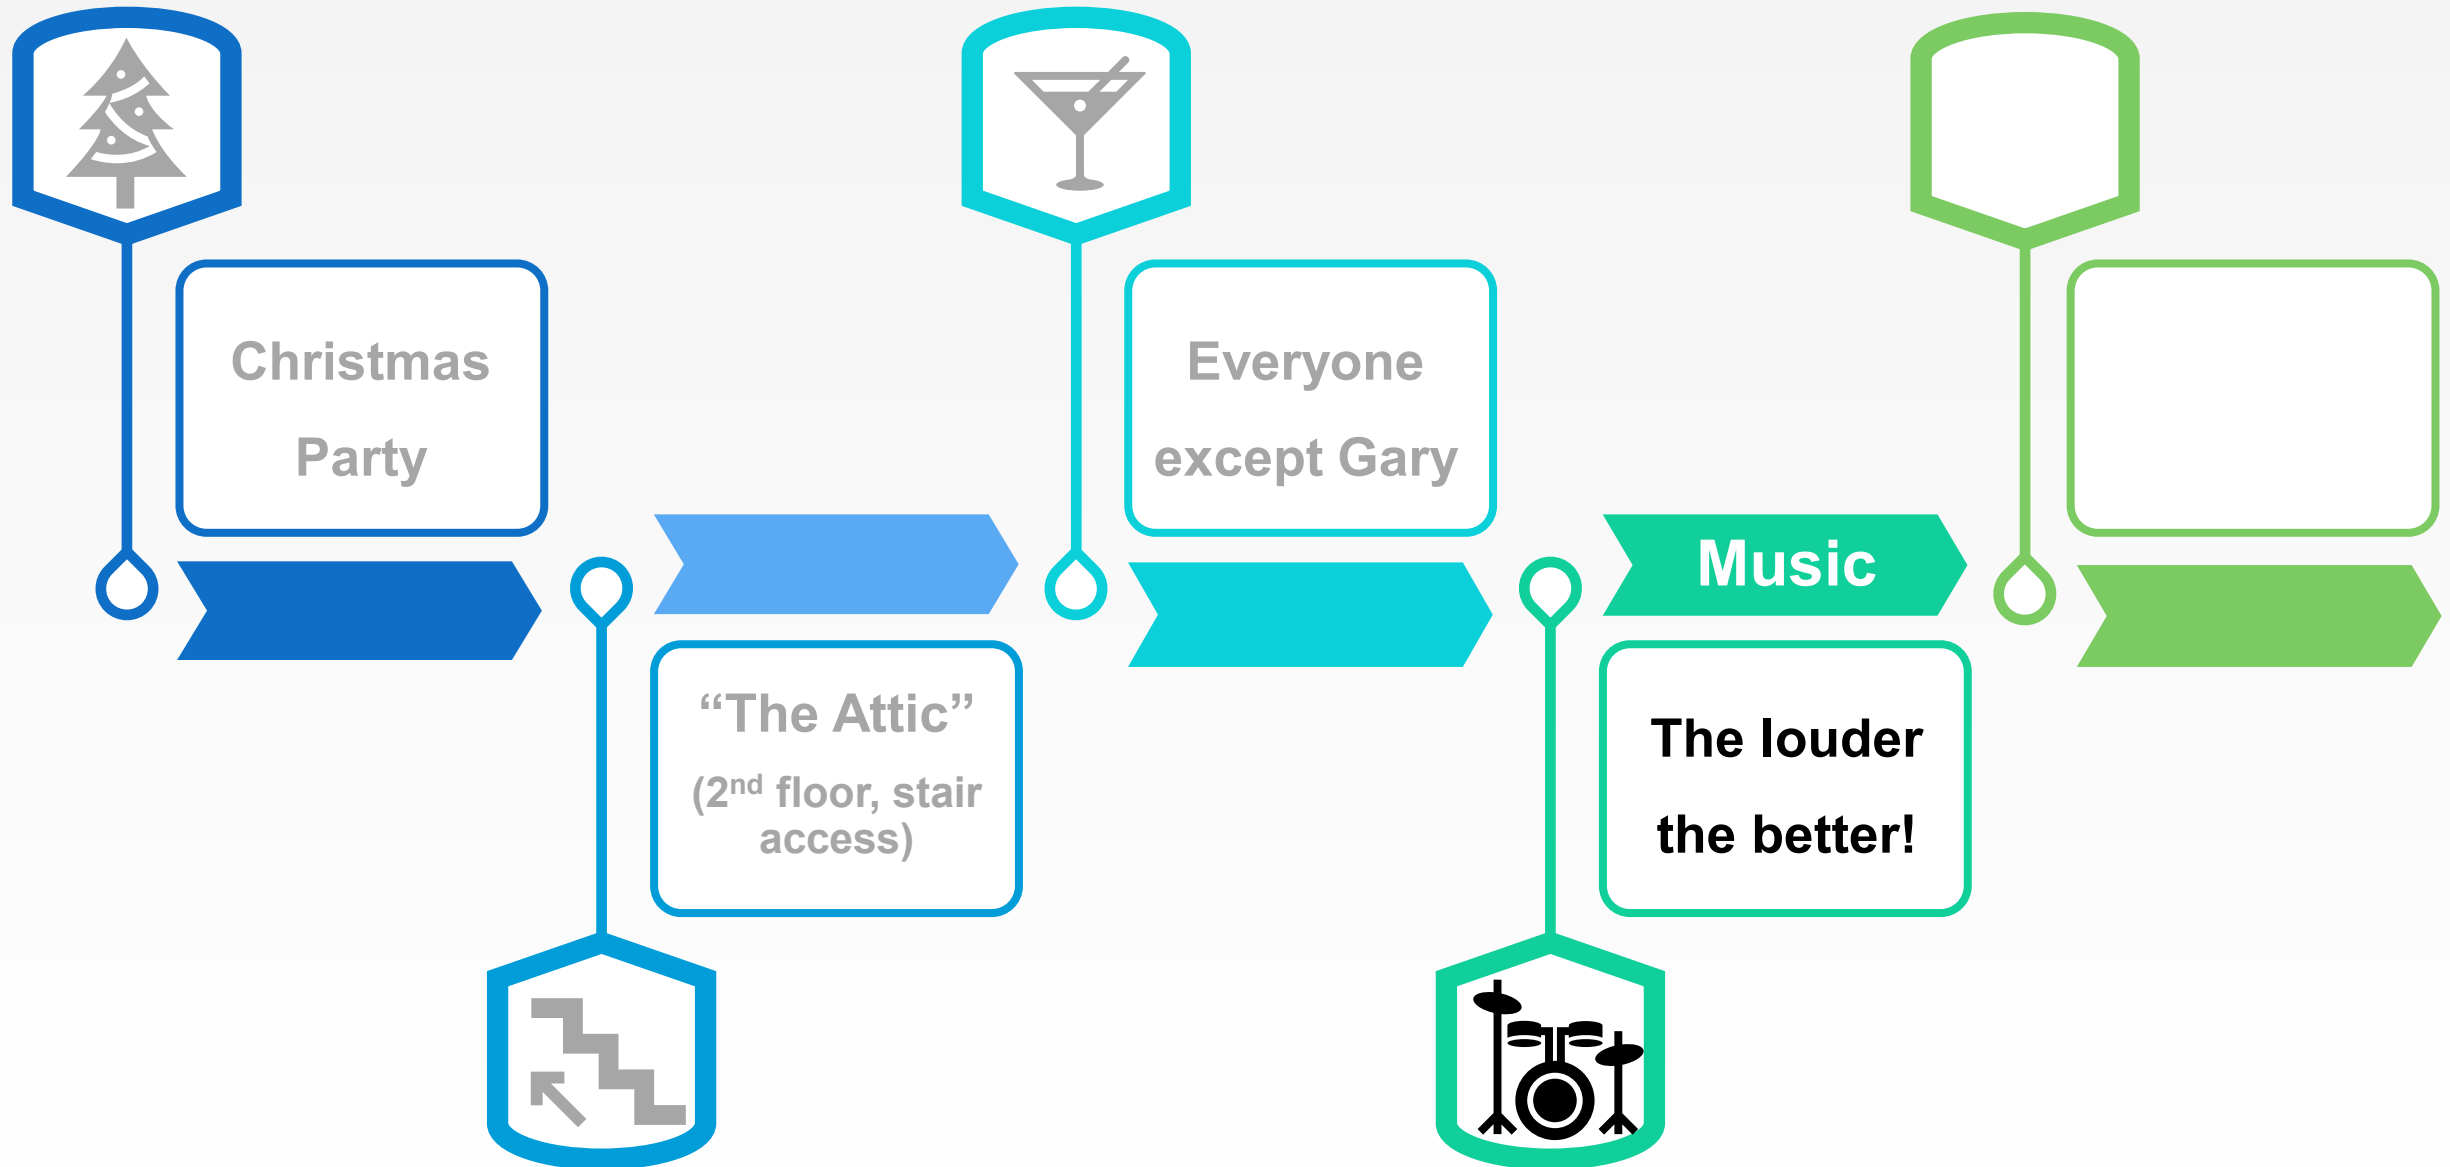 Christmas
Party
“The Attic”
(2nd floor, stair
access)
Everyone
except Gary
Music
The louder
the better!